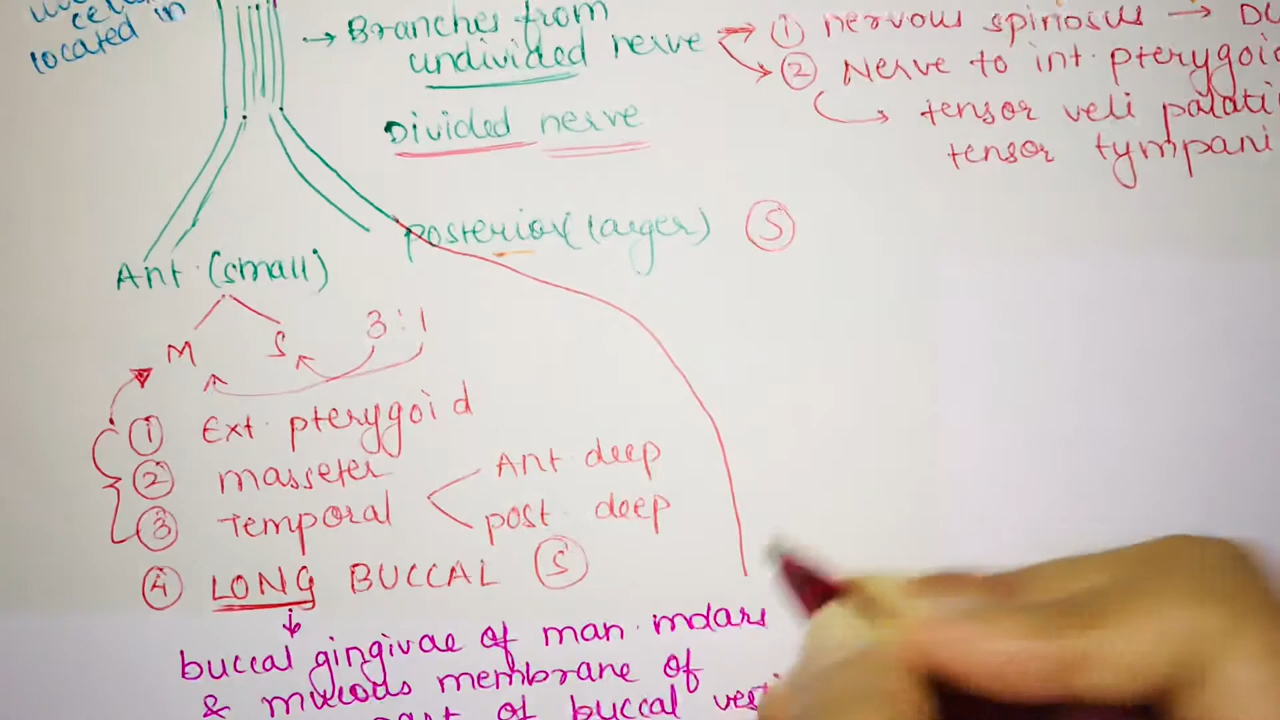 located in
→ Branches from
undivided nerve
→ ① nervous spinosus →
→ ② Nerve to int. pterygoi
→ tensor veli palati
tensor tympani
Divided nerve
posterior (larger) Ⓢ
Ant. (small)
M S 3:1
① Ext. pterygoid
② masseter
③ Temporal
Ant deep
post deep
④ LONG BUCCAL Ⓢ
↓
buccal gingivae of man. molars
& mucous membrane of
part of buccal vest